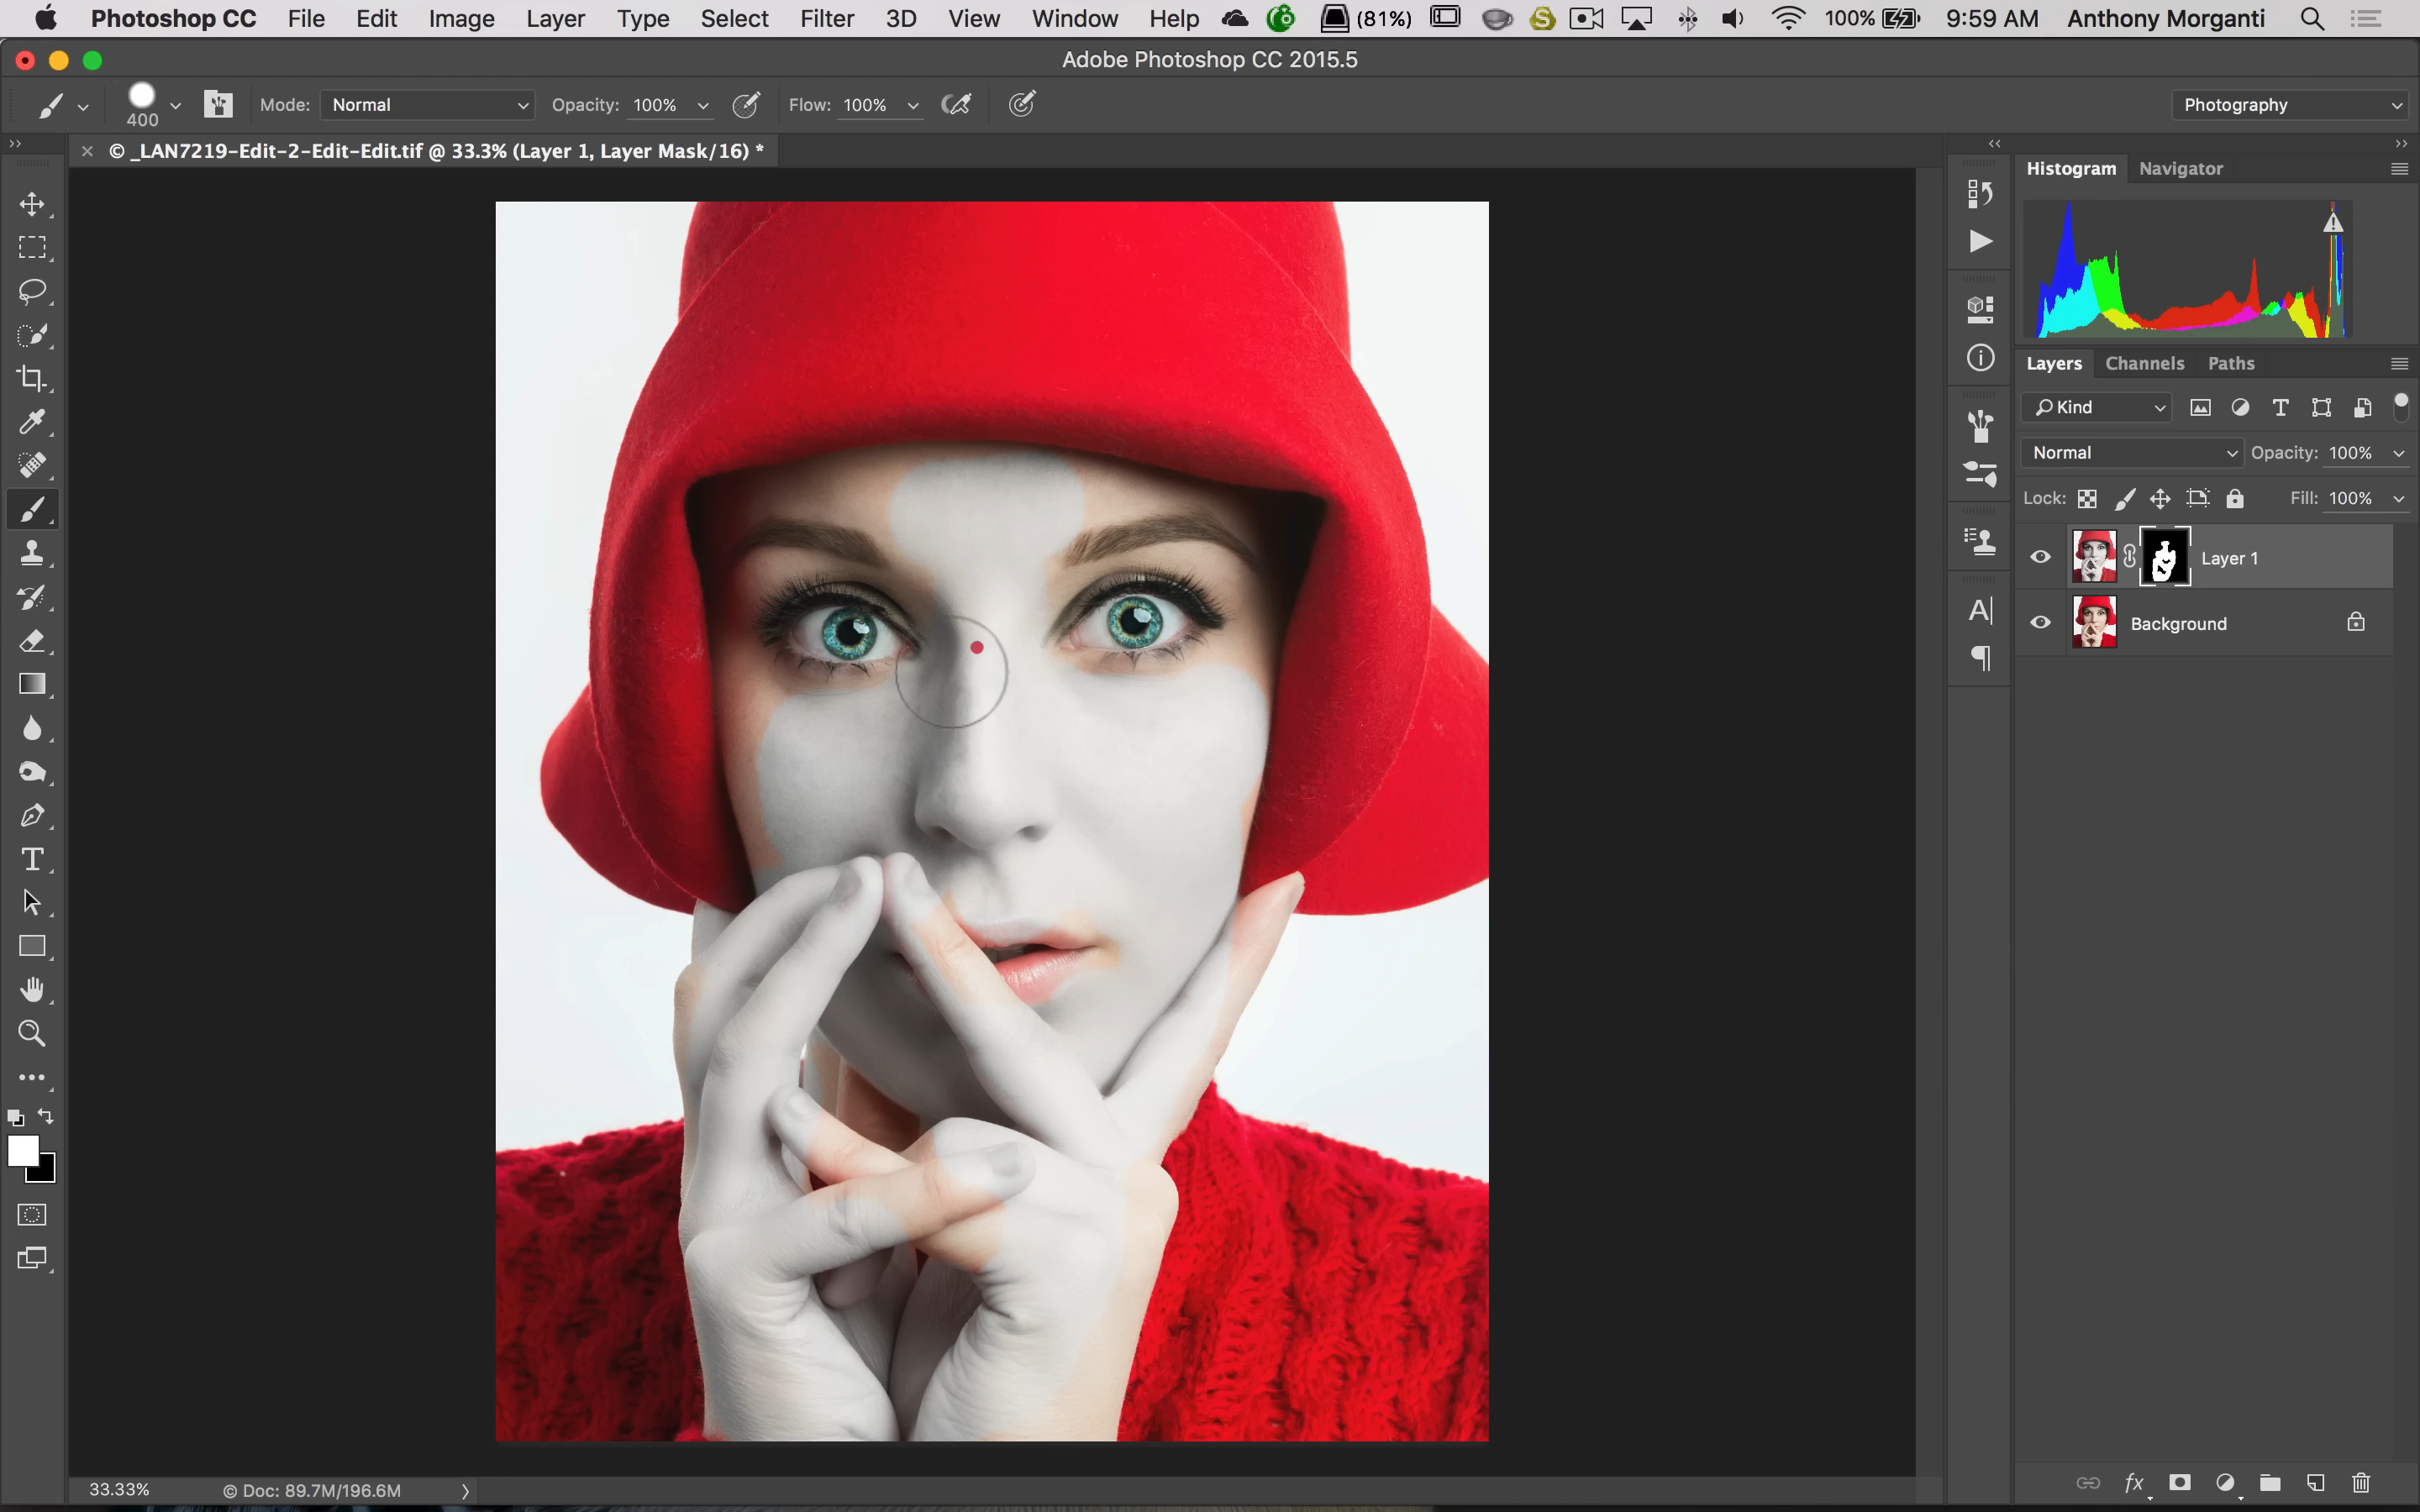 Photoshop CC File Edit Image Layer Type Select Filter 3D View Window Help (81%) 100% 9:59 AM Anthony Morganti
Adobe Photoshop CC 2015.5
400 Mode: Normal Opacity: 100% Flow: 100% Photography
© _LAN7219-Edit-2-Edit-Edit.tif @ 33.3% (Layer 1, Layer Mask/16) *
Histogram Navigator
Layers Channels Paths
Kind
Normal Opacity: 100%
Lock: Fill: 100%
Layer 1
Background
33.33% © Doc: 89.7M/196.6M